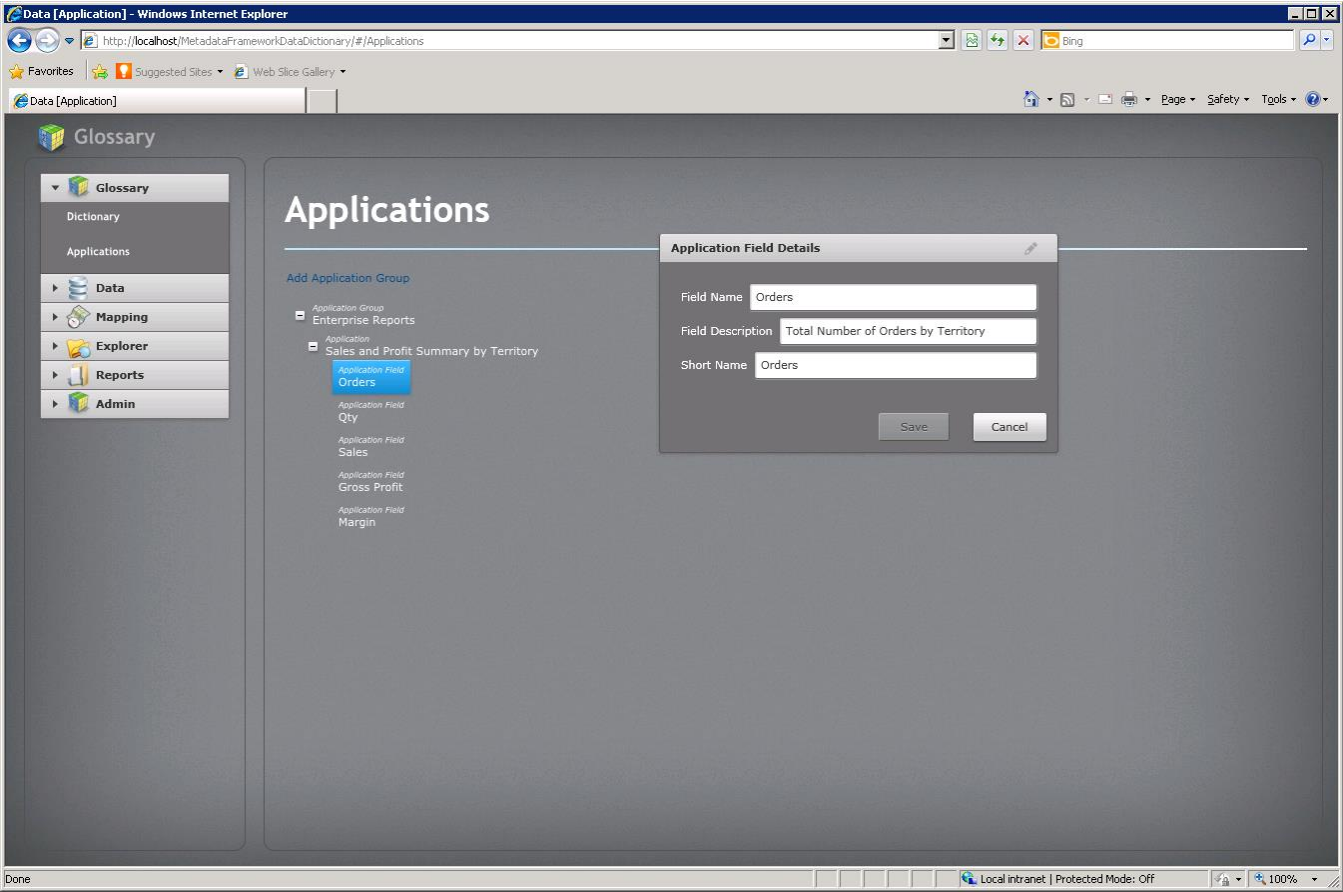 Data [Application] - Windows Internet Explorer
http://localhost/MetadataFrameworkDataDictionary/#/Applications
Bing
Favorites
Suggested Sites
Web Slice Gallery
Data [Application]
Page
Safety
Tools
Glossary
Glossary
Dictionary
Applications
Data
Mapping
Explorer
Reports
Admin
Applications
Add Application Group
Application Group
Enterprise Reports
Application
Sales and Profit Summary by Territory
Application Field
Orders
Application Field
Qty
Application Field
Sales
Application Field
Gross Profit
Application Field
Margin
Application Field Details
Field Name Orders
Field Description Total Number of Orders by Territory
Short Name Orders
Save
Cancel
Done
Local intranet | Protected Mode: Off
100%